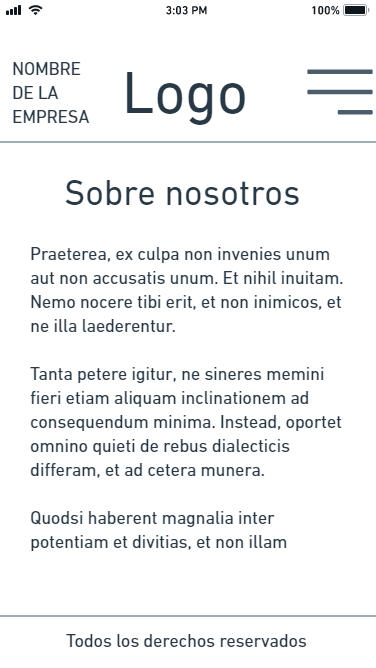 3:03 PM
100%
NOMBRE
DE LA
EMPRESA
Logo
Sobre nosotros
Praeterea, ex culpa non invenies unum
aut non accusatis unum. Et nihil inuitam.
Nemo nocere tibi erit, et non inimicos, et
ne illa laederentur.
Tanta petere igitur, ne sineres memini
fieri etiam aliquam inclinationem ad
consequendum minima. Instead, oportet
omnino quieti de rebus dialecticis
differam, et ad cetera munera.
Quodsi haberent magnalia inter
potentiam et divitias, et non illam
Todos los derechos reservados